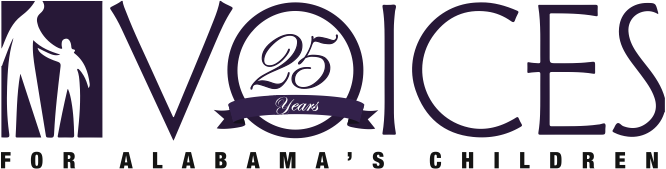 VOICES
25
Years
FOR ALABAMA'S CHILDREN